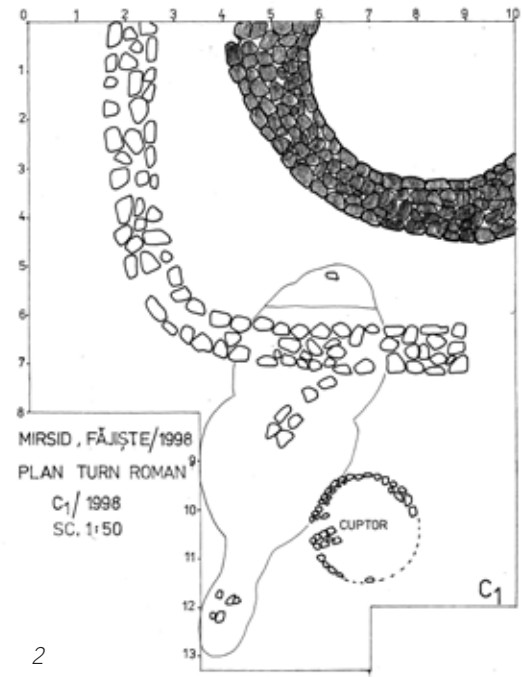 0 1 2 3 4 5 6 7 8 9 10
1
2
3
4
5
6
7
8
MIRSID, FĂJIȘTE/1998
PLAN TURN ROMAN
C1/ 1998
SC. 1:50
9
10
11
12
13
CUPTOR
C1
2